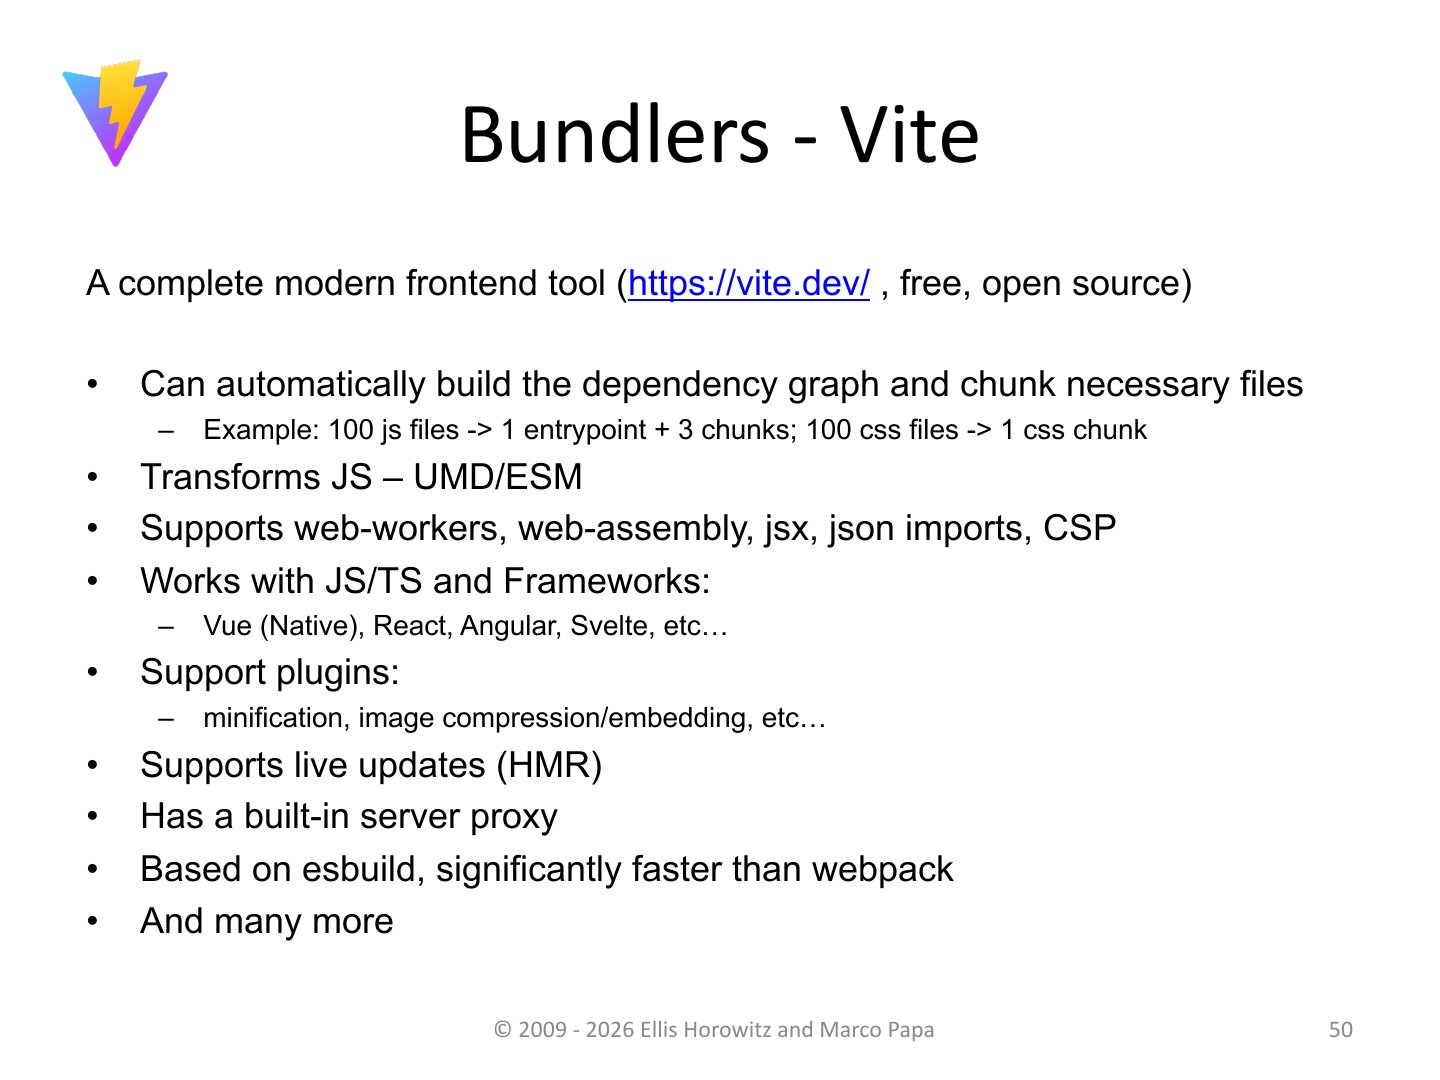 Bundlers - Vite
A complete modern frontend tool (https://vite.dev/ , free, open source)
• Can automatically build the dependency graph and chunk necessary files
– Example: 100 js files -> 1 entrypoint + 3 chunks; 100 css files -> 1 css chunk
• Transforms JS – UMD/ESM
• Supports web-workers, web-assembly, jsx, json imports, CSP
• Works with JS/TS and Frameworks:
– Vue (Native), React, Angular, Svelte, etc…
• Support plugins:
– minification, image compression/embedding, etc…
• Supports live updates (HMR)
• Has a built-in server proxy
• Based on esbuild, significantly faster than webpack
• And many more
© 2009 - 2026 Ellis Horowitz and Marco Papa
50